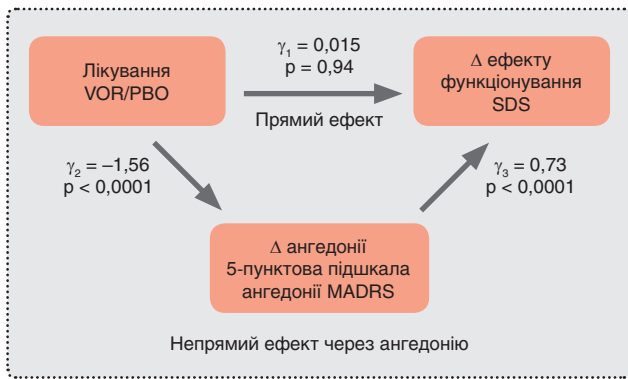 Лікування
VOR/PBO
γ₁ = 0,015
p = 0,94
Прямий ефект
Δ ефекту
функціонування
SDS
γ₂ = –1,56
p < 0,0001
γ₃ = 0,73
p < 0,0001
Δ ангедонії
5-пунктова підшкала
ангедонії MADRS
Непрямий ефект через ангедонію